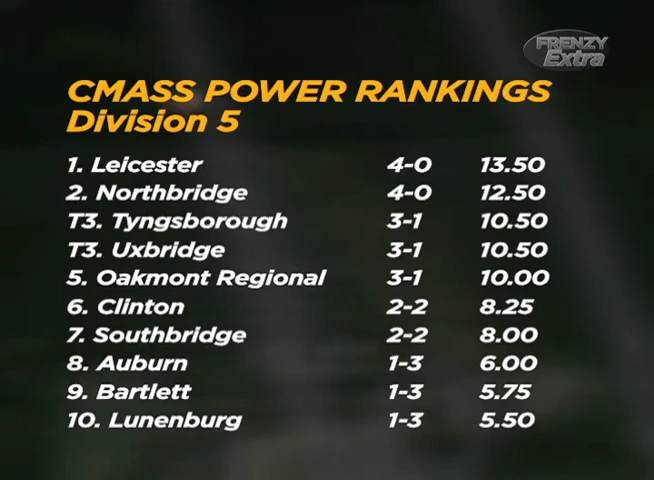 FRENZY
Extra
CMASS POWER RANKINGS
Division 5
1. Leicester 4-0 13.50
2. Northbridge 4-0 12.50
T3. Tyngsborough 3-1 10.50
T3. Uxbridge 3-1 10.50
5. Oakmont Regional 3-1 10.00
6. Clinton 2-2 8.25
7. Southbridge 2-2 8.00
8. Auburn 1-3 6.00
9. Bartlett 1-3 5.75
10. Lunenburg 1-3 5.50